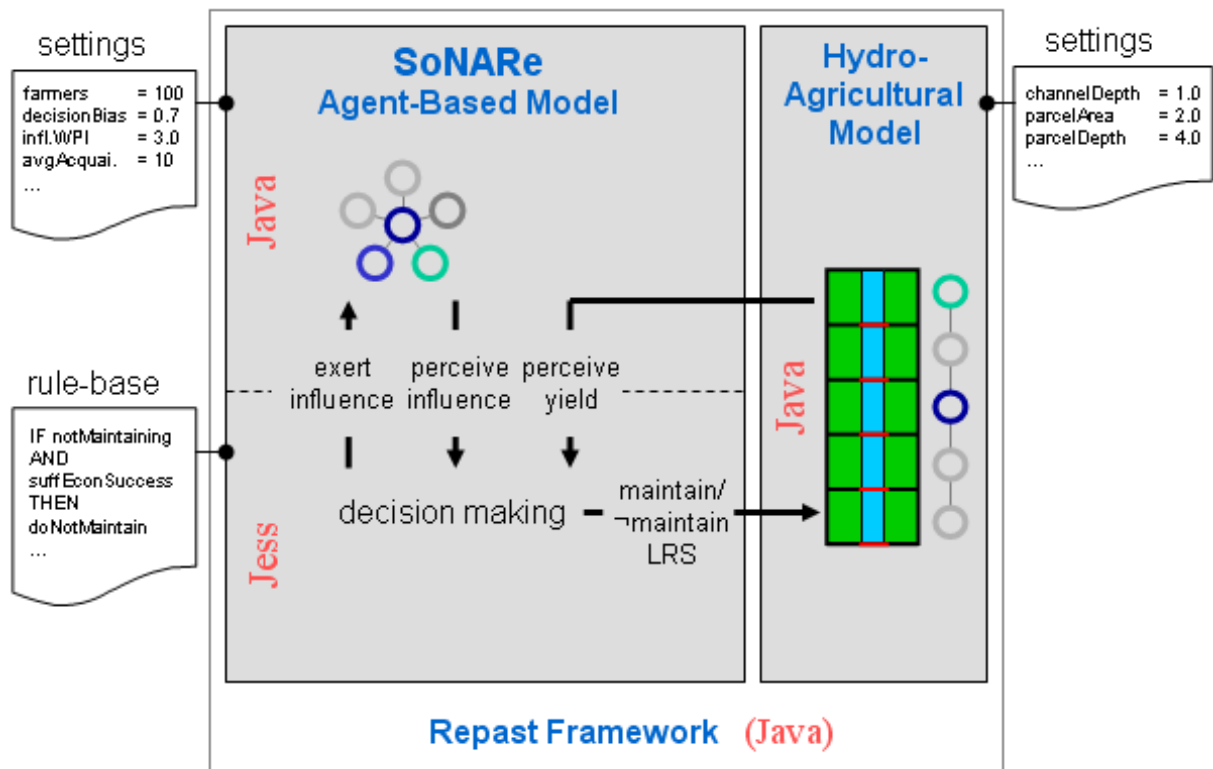 settings
farmers = 100
decisionBias = 0.7
infl.WPI = 3.0
avgAcquai. = 10
...
rule-base
IF notMaintaining
AND
suffEconSuccess
THEN
doNotMaintain
...
SoNARe
Agent-Based Model
Java
exert
influence
perceive
influence
perceive
yield
decision making
maintain/
¬maintain
LRS
Jess
Hydro-
Agricultural
Model
Java
settings
channelDepth = 1.0
parcelArea = 2.0
parcelDepth = 4.0
...
Repast Framework (Java)